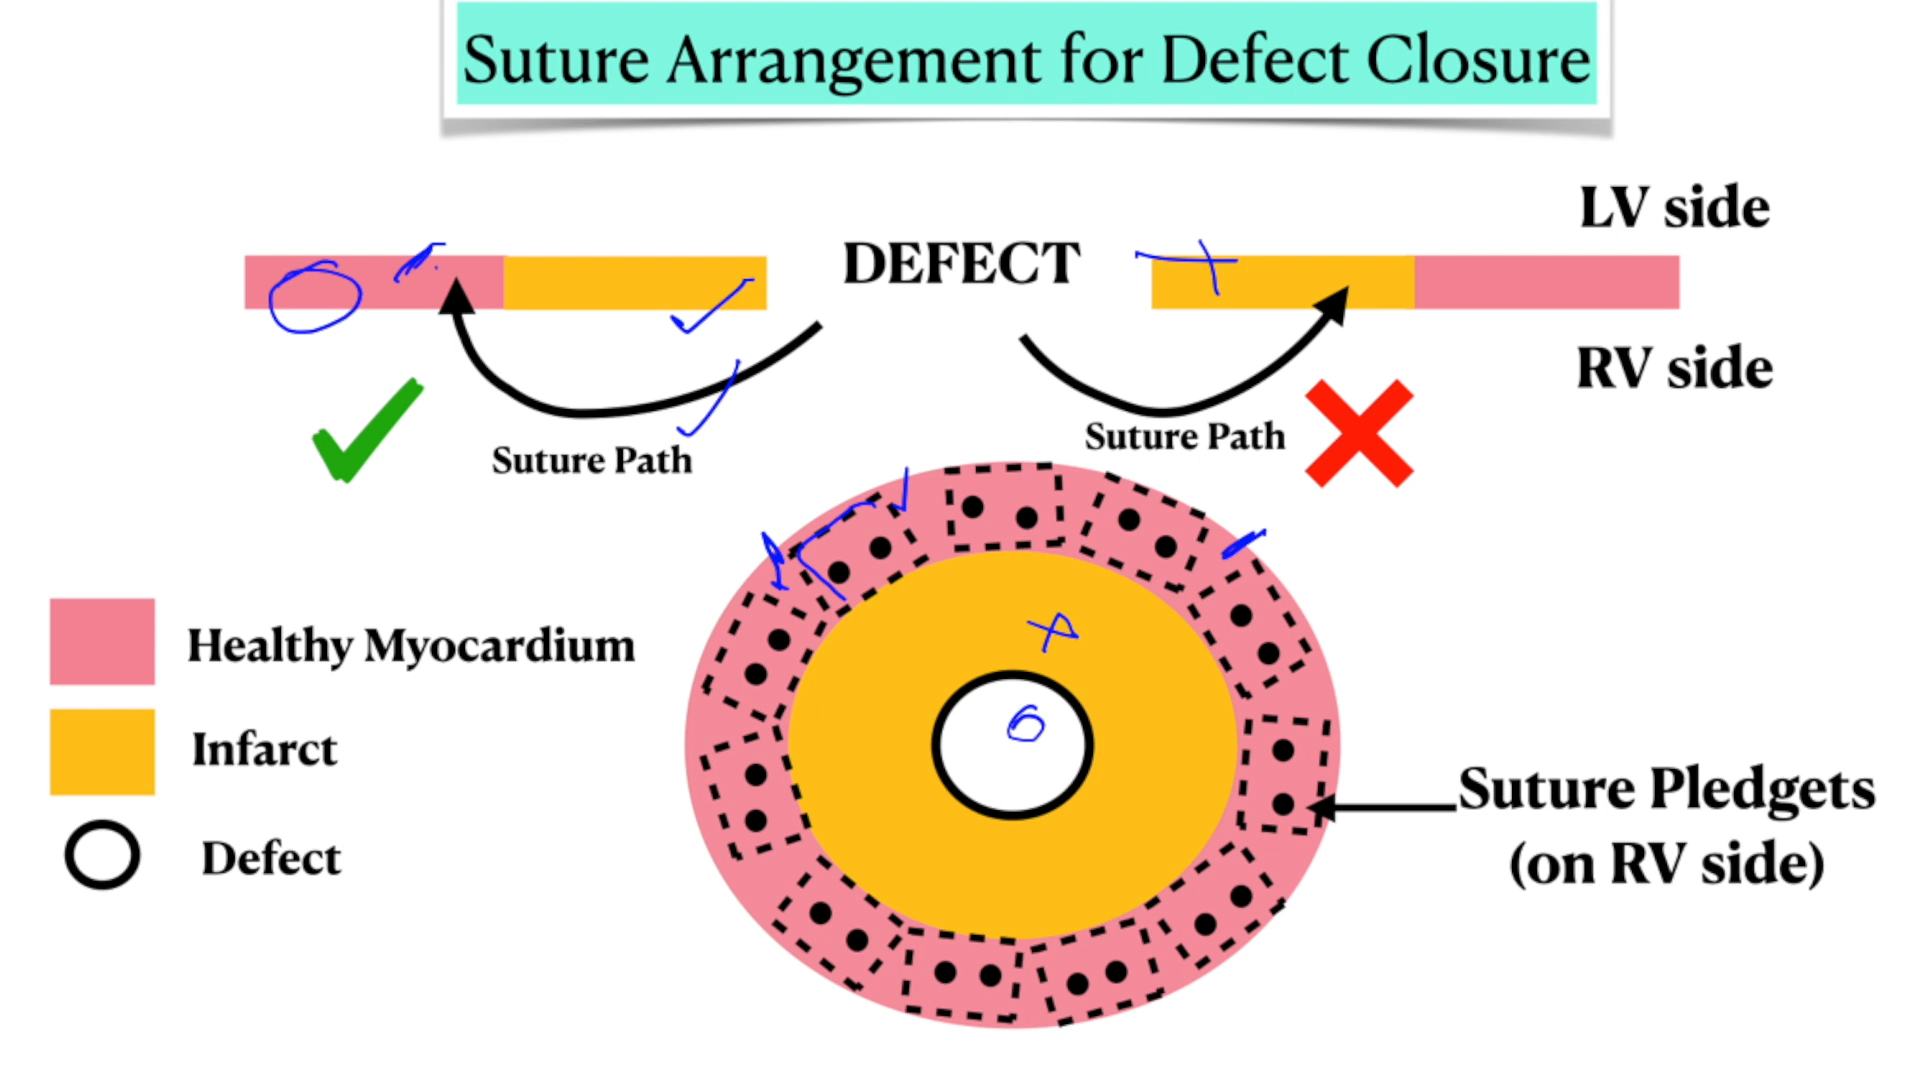 Suture Arrangement for Defect Closure
LV side
DEFECT
RV side
Suture Path
Suture Path
Healthy Myocardium
Infarct
Defect
Suture Pledgets
(on RV side)